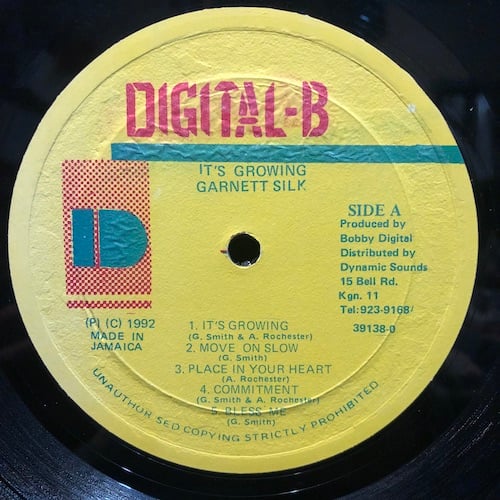 DIGITAL-B
IT'S GROWING
GARNETT SILK
SIDE A
Produced by
Bobby Digital
Distributed by
Dynamic Sounds
15 Bell Rd.
Kgn. 11
Tel:923-9168
39138-0
D
(P) (C) 1992
MADE IN
JAMAICA
1. IT'S GROWING
(G. Smith & A. Rochester)
2. MOVE ON SLOW
(G. Smith)
3. PLACE IN YOUR HEART
(A. Rochester)
4. COMMITMENT
(G. Smith & A. Rochester)
5. BLESS ME
(G. Smith)
UNAUTHOR SED COPYING STRICTLY PROHIBITED